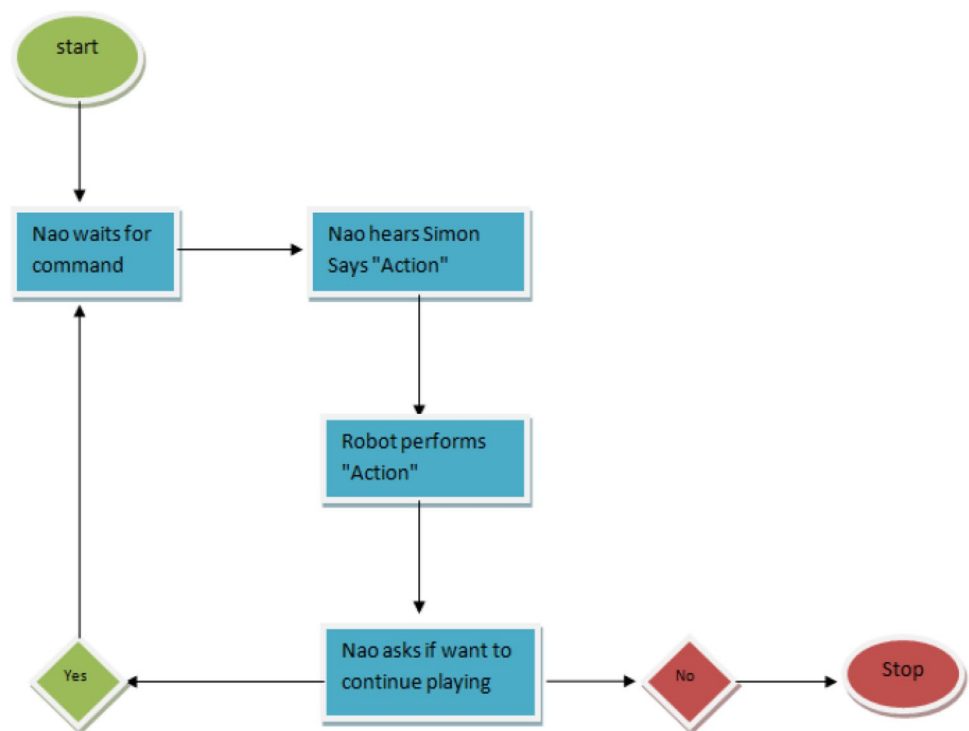 start
Nao waits for
command
Nao hears Simon
Says "Action"
Robot performs
"Action"
Nao asks if want to
continue playing
Yes
No
Stop